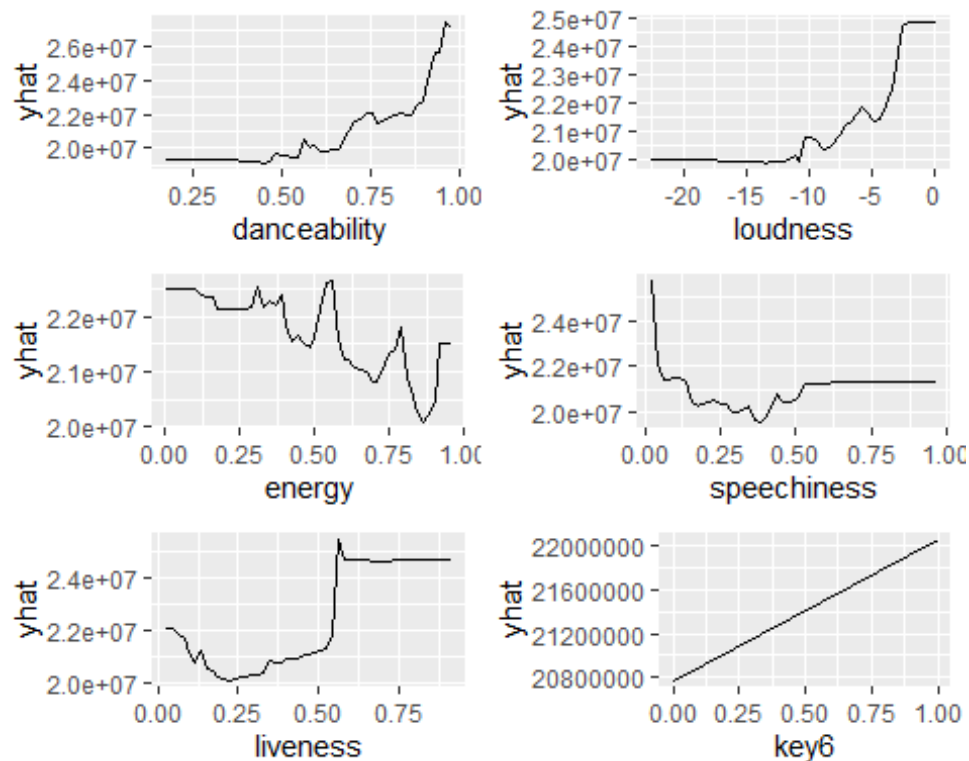 yhat
2.6e+07
2.4e+07
2.2e+07
2.0e+07
0.25 0.50 0.75 1.00
danceability
yhat
2.5e+07
2.4e+07
2.3e+07
2.2e+07
2.1e+07
2.0e+07
-20 -15 -10 -5 0
loudness
yhat
2.2e+07
2.1e+07
2.0e+07
0.00 0.25 0.50 0.75 1.00
energy
yhat
2.4e+07
2.2e+07
2.0e+07
0.00 0.25 0.50 0.75 1.00
speechiness
yhat
2.4e+07
2.2e+07
2.0e+07
0.00 0.25 0.50 0.75
liveness
yhat
22000000
21600000
21200000
20800000
0.00 0.25 0.50 0.75 1.00
key6